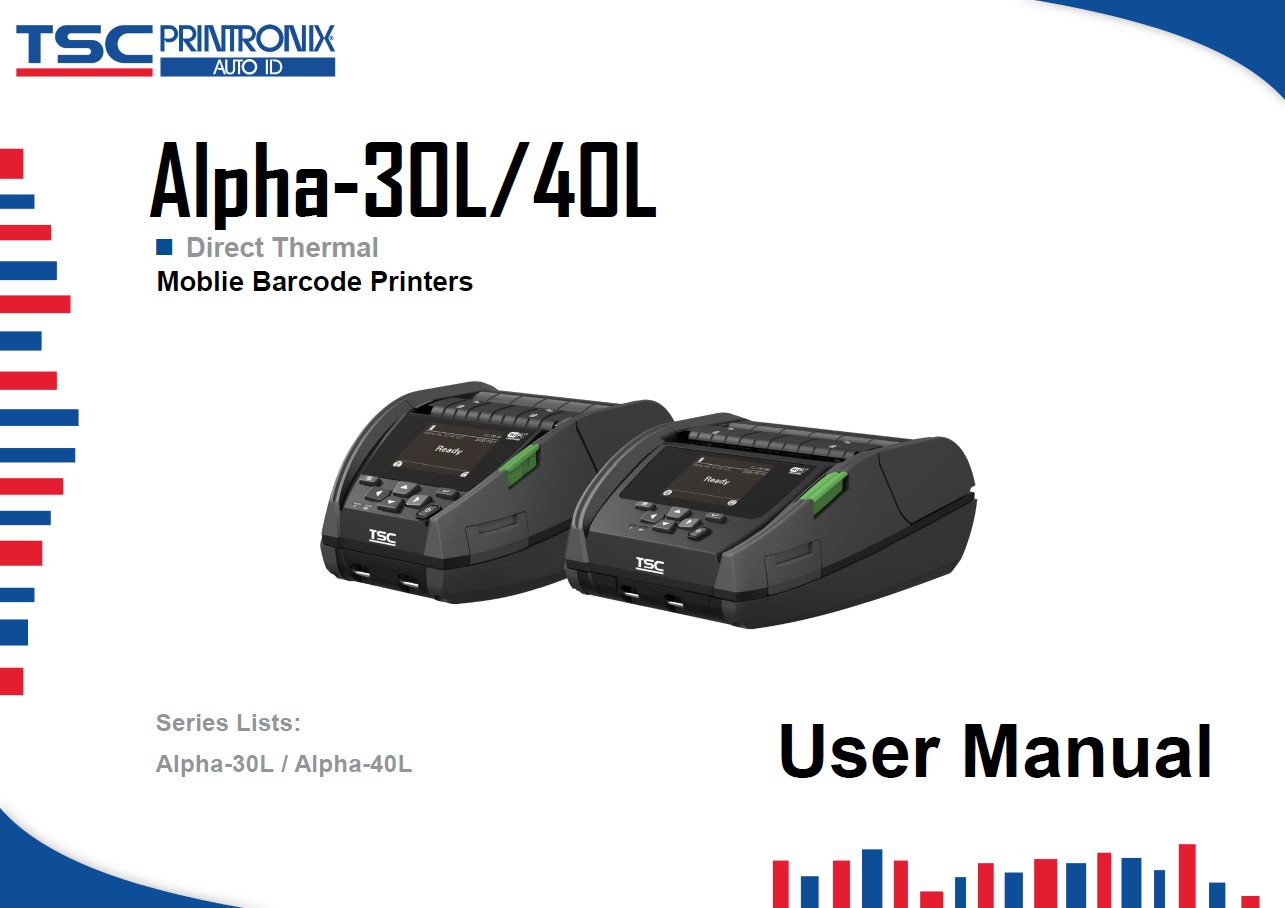 TSC PRINTRONIX
AUTO ID
Alpha-30L/40L
Direct Thermal
Moblie Barcode Printers
Ready
Ready
TSC
TSC
Series Lists:
Alpha-30L / Alpha-40L
User Manual